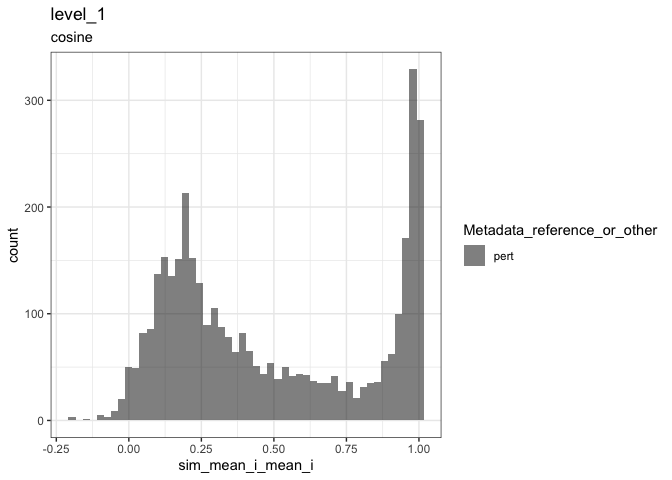 level_1
cosine
300
200
100
0
count
-0.25
0.00
0.25
0.50
0.75
1.00
sim_mean_i_mean_i
Metadata_reference_or_other
pert